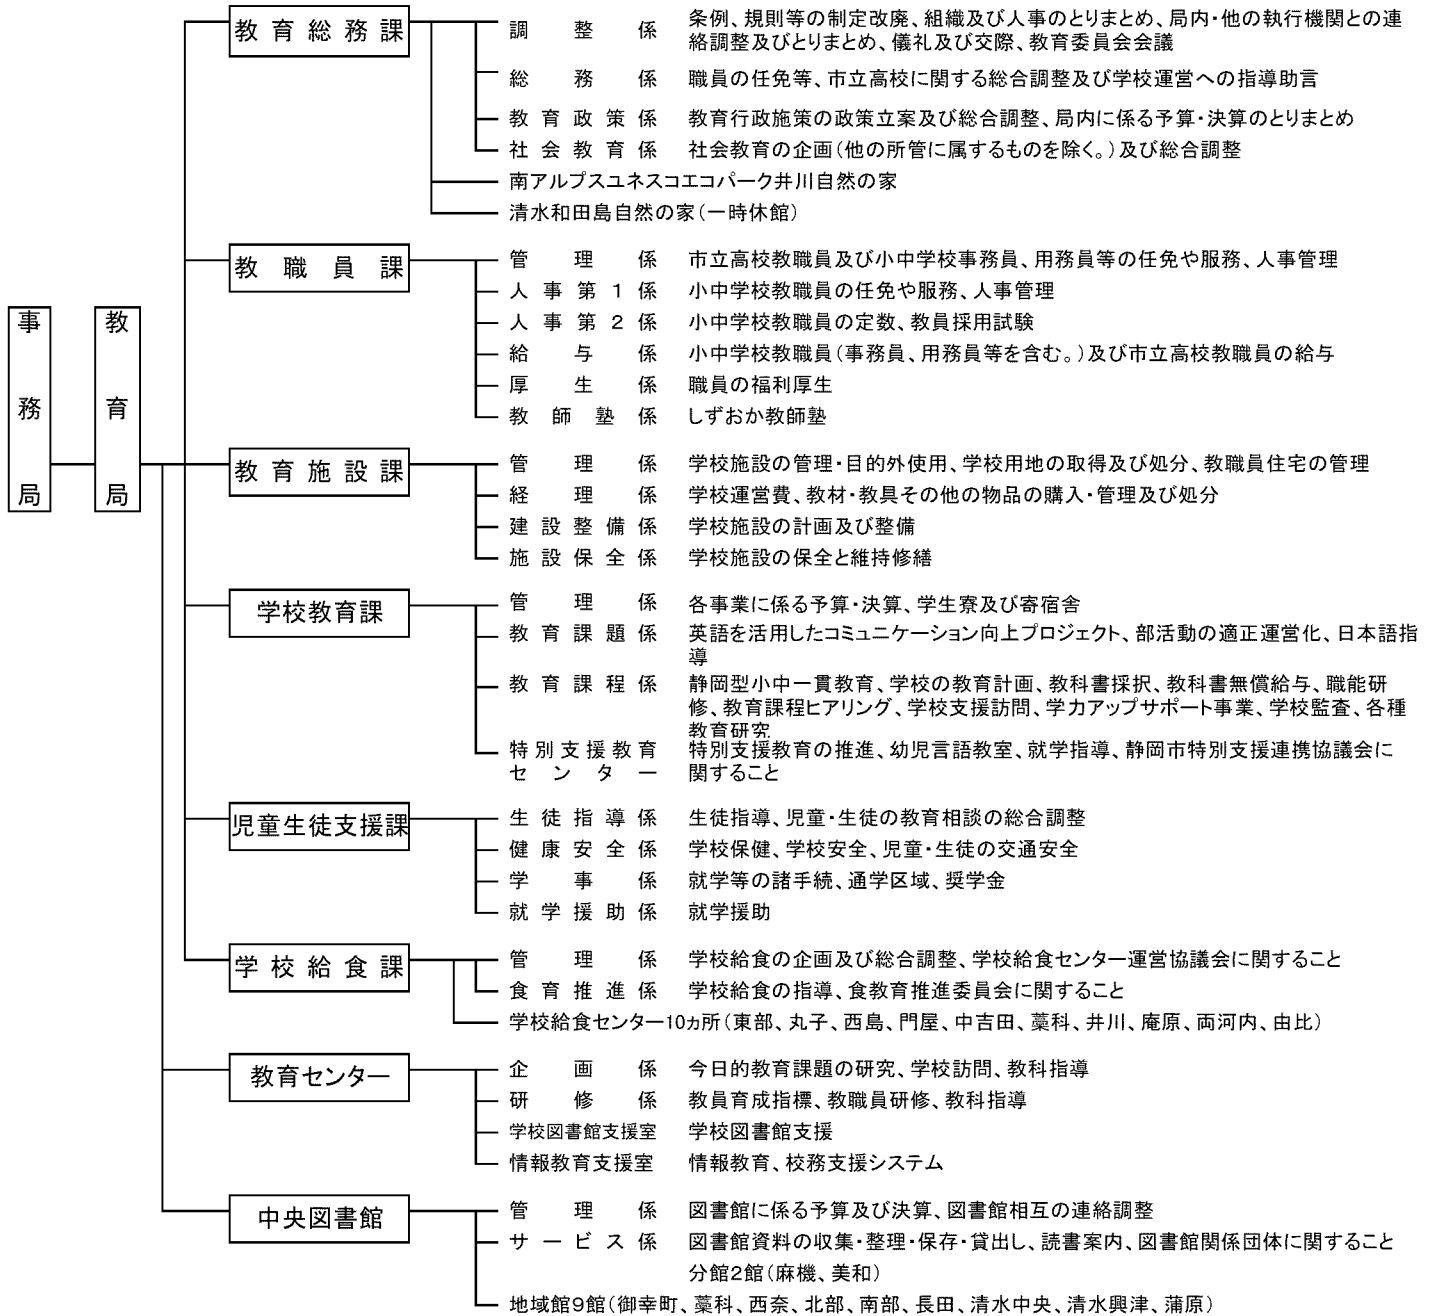 事務局
教育局
教育総務課
調整係 条例、規則等の制定改廃、組織及び人事のとりまとめ、局内・他の執行機関との連
絡調整及びとりまとめ、儀礼及び交際、教育委員会会議
総務係 職員の任免等、市立高校に関する総合調整及び学校運営への指導助言
教育政策係 教育行政施策の政策立案及び総合調整、局内に係る予算・決算のとりまとめ
社会教育係 社会教育の企画(他の所管に属するものを除く。)及び総合調整
南アルプスユネスコエコパーク井川自然の家
清水和田島自然の家(一時休館)
教職員課
管理係 市立高校教職員及び小中学校事務員、用務員等の任免や服務、人事管理
人事第1係 小中学校教職員の任免や服務、人事管理
人事第2係 小中学校教職員の定数、教員採用試験
給与係 小中学校教職員(事務員、用務員等を含む。)及び市立高校教職員の給与
厚生係 職員の福利厚生
教師塾係 しずおか教師塾
教育施設課
管理係 学校施設の管理・目的外使用、学校用地の取得及び処分、教職員住宅の管理
経理係 学校運営費、教材・教具その他の物品の購入・管理及び処分
建設整備係 学校施設の計画及び整備
施設保全係 学校施設の保全と維持修繕
学校教育課
管理係 各事業に係る予算・決算、学生寮及び寄宿舎
教育課題係 英語を活用したコミュニケーション向上プロジェクト、部活動の適正運営化、日本語指
導
教育課程係 静岡型小中一貫教育、学校の教育計画、教科書採択、教科書無償給与、職能研
修、教育課程ヒアリング、学校支援訪問、学力アップサポート事業、学校監査、各種
教育研究
特別支援教育 特別支援教育の推進、幼児言語教室、就学指導、静岡市特別支援連携協議会に
センター 関すること
児童生徒支援課
生徒指導係 生徒指導、児童・生徒の教育相談の総合調整
健康安全係 学校保健、学校安全、児童・生徒の交通安全
学事係 就学等の諸手続、通学区域、奨学金
就学援助係 就学援助
学校給食課
管理係 学校給食の企画及び総合調整、学校給食センター運営協議会に関すること
食育推進係 学校給食の指導、食教育推進委員会に関すること
学校給食センター10ヵ所(東部、丸子、西島、門屋、中吉田、藁科、井川、庵原、両河内、由比)
教育センター
企画係 今日的教育課題の研究、学校訪問、教科指導
研修係 教員育成指標、教職員研修、教科指導
学校図書館支援室 学校図書館支援
情報教育支援室 情報教育、校務支援システム
中央図書館
管理係 図書館に係る予算及び決算、図書館相互の連絡調整
サービス係 図書館資料の収集・整理・保存・貸出し、読書案内、図書館関係団体に関すること
分館2館(麻機、美和)
地域館9館(御幸町、藁科、西奈、北部、南部、長田、清水中央、清水興津、蒲原)